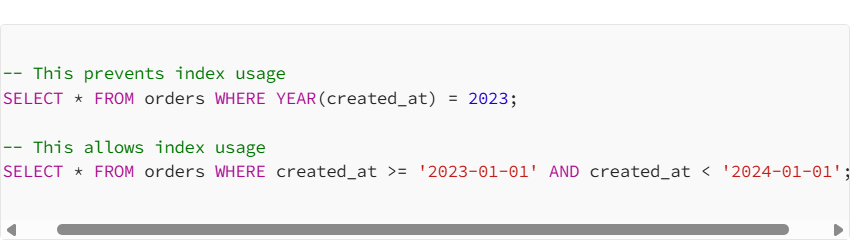 -- This prevents index usage
SELECT * FROM orders WHERE YEAR(created_at) = 2023;
-- This allows index usage
SELECT * FROM orders WHERE created_at >= '2023-01-01' AND created_at < '2024-01-01';